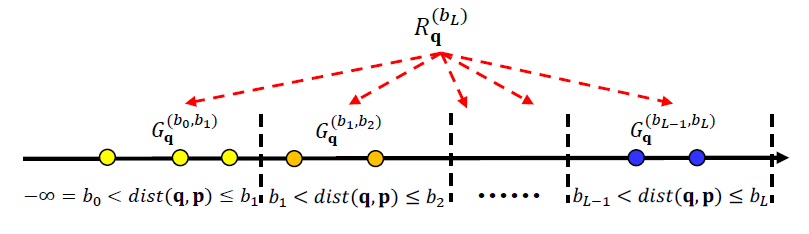 R_q^(b_L)
G_q^(b_0,b_1) G_q^(b_1,b_2) G_q^(b_{L−1},b_L)
−∞ = b_0 < dist(q, p) ≤ b_1 b_1 < dist(q, p) ≤ b_2 •••••• b_{L−1} < dist(q, p) ≤ b_L